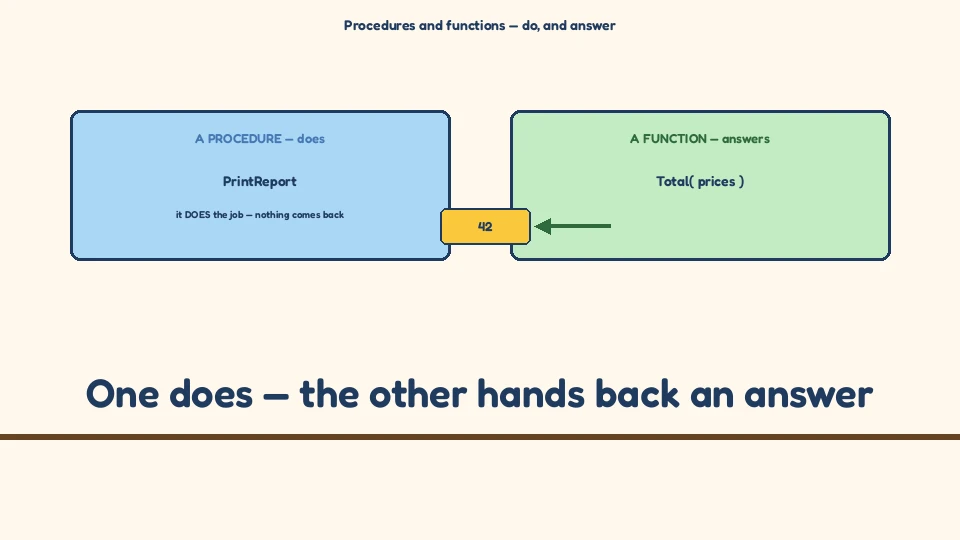 Procedures and functions — do, and answer
A PROCEDURE — does
PrintReport
it DOES the job — nothing comes back
A FUNCTION — answers
Total( prices )
42
One does — the other hands back an answer